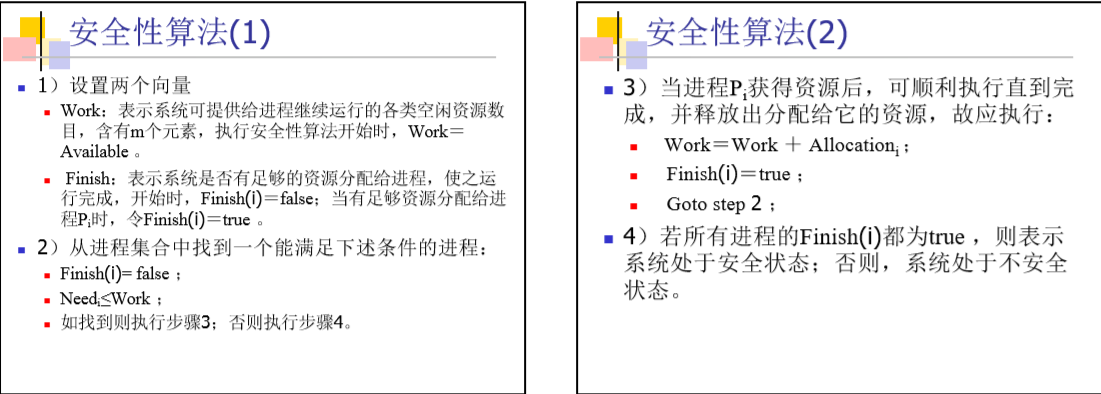 安全性算法(1)
1）设置两个向量
Work：表示系统可提供给进程继续运行的各类空闲资源数
目，含有m个元素，执行安全性算法开始时，Work＝
Available 。
Finish：表示系统是否有足够的资源分配给进程，使之运
行完成，开始时，Finish(i)＝false；当有足够资源分配给进
程Pi时，令Finish(i)＝true 。
2）从进程集合中找到一个能满足下述条件的进程：
Finish(i)= false ；
Needi≤Work ；
如找到则执行步骤3；否则执行步骤4。
安全性算法(2)
3）当进程Pi获得资源后，可顺利执行直到完
成，并释放出分配给它的资源，故应执行：
Work＝Work ＋ Allocationi ；
Finish(i)＝true ；
Goto step 2 ；
4）若所有进程的Finish(i)都为true ，则表示
系统处于安全状态；否则，系统处于不安全
状态。